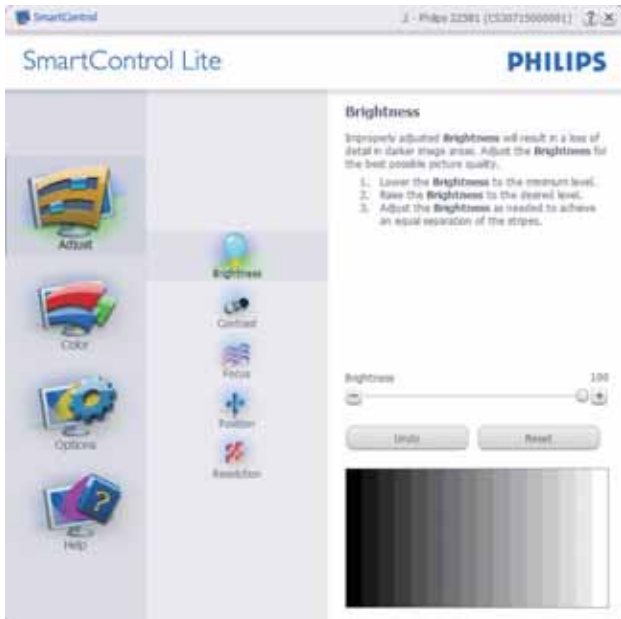 SmartControl
SmartControl Lite
PHILIPS
Adjust
Color
Options
Help
Brightness
Contrast
Focus
Position
Resolution
Brightness
Improperly adjusted Brightness will result in a loss of
detail in darker image areas. Adjust the Brightness for
the best possible picture quality.
1. Lower the Brightness to the minimum level.
2. Raise the Brightness to the desired level.
3. Adjust the Brightness as needed to achieve
an equal separation of the stripes.
Brightness 100
Undo Reset